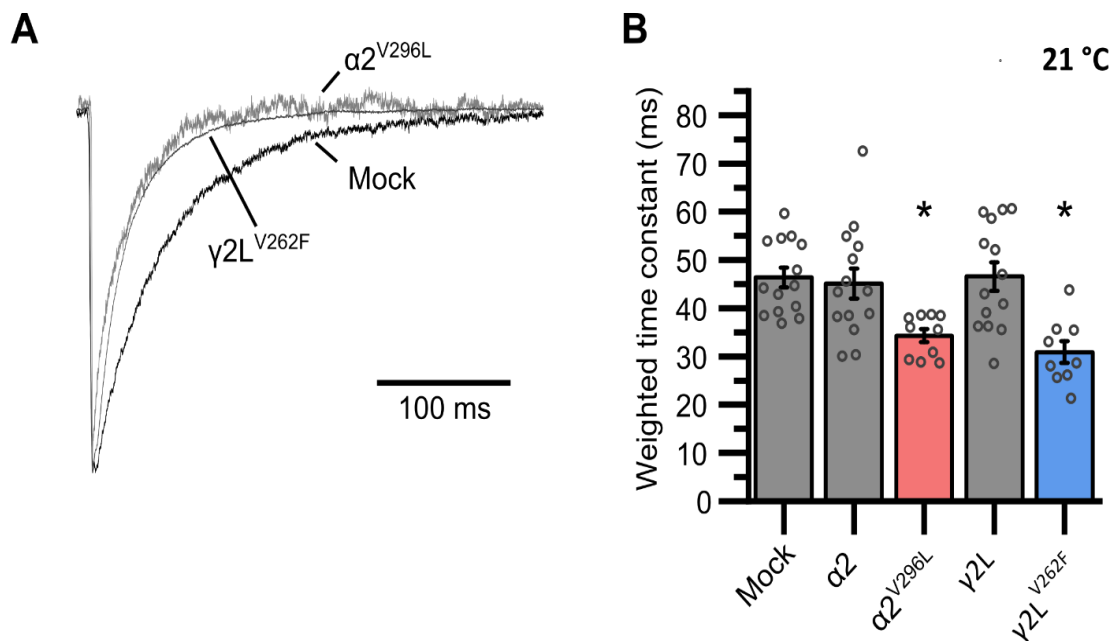 A
α2V296L
Mock
γ2LV262F
100 ms
B
21 °C
Weighted time constant (ms)
80
70
60
50
40
30
20
10
0
*
*
Mock
α2
α2V296L
γ2L
γ2LV262F